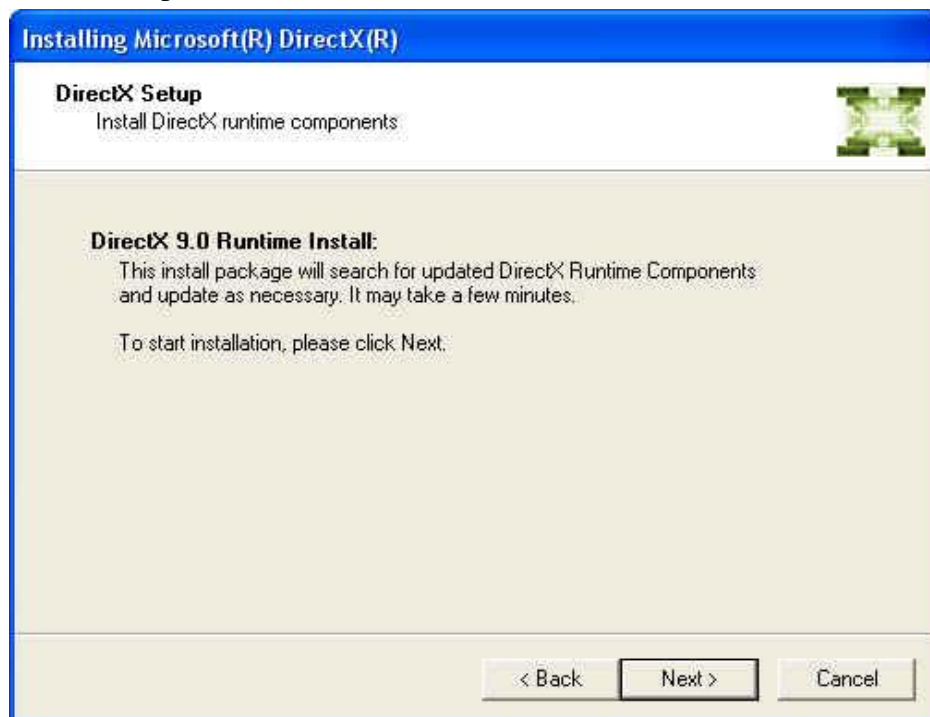 Installing Microsoft(R) DirectX(R)
DirectX Setup
Install DirectX runtime components
DirectX 9.0 Runtime Install:
This install package will search for updated DirectX Runtime Components
and update as necessary. It may take a few minutes.
To start installation, please click Next.
< Back Next > Cancel